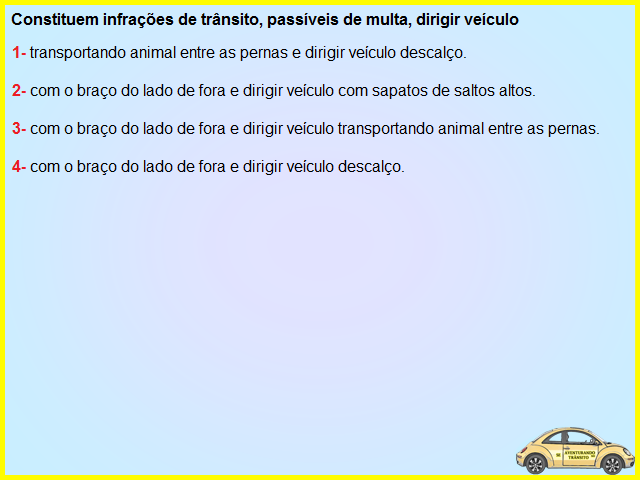 Constituem infrações de trânsito, passíveis de multa, dirigir veículo
1- transportando animal entre as pernas e dirigir veículo descalço.
2- com o braço do lado de fora e dirigir veículo com sapatos de saltos altos.
3- com o braço do lado de fora e dirigir veículo transportando animal entre as pernas.
4- com o braço do lado de fora e dirigir veículo descalço.
AVENTURANDO
TRÂNSITO